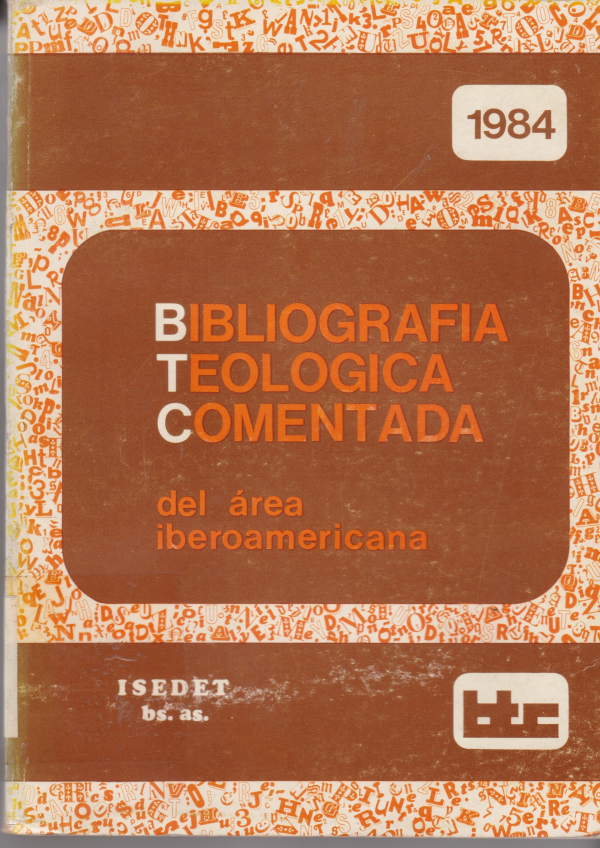 1984
BIBLIOGRAFIA
TEOLOGICA
COMENTADA
del área
iberoamericana
ISEDET
bs. as.
btc